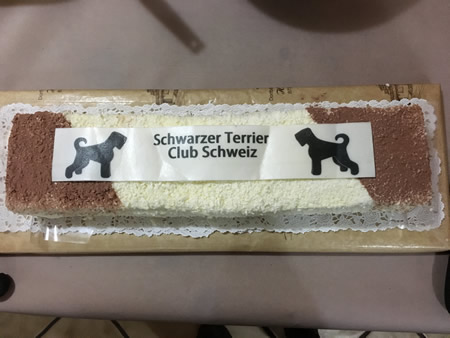 Schwarzer Terrier
Club Schweiz